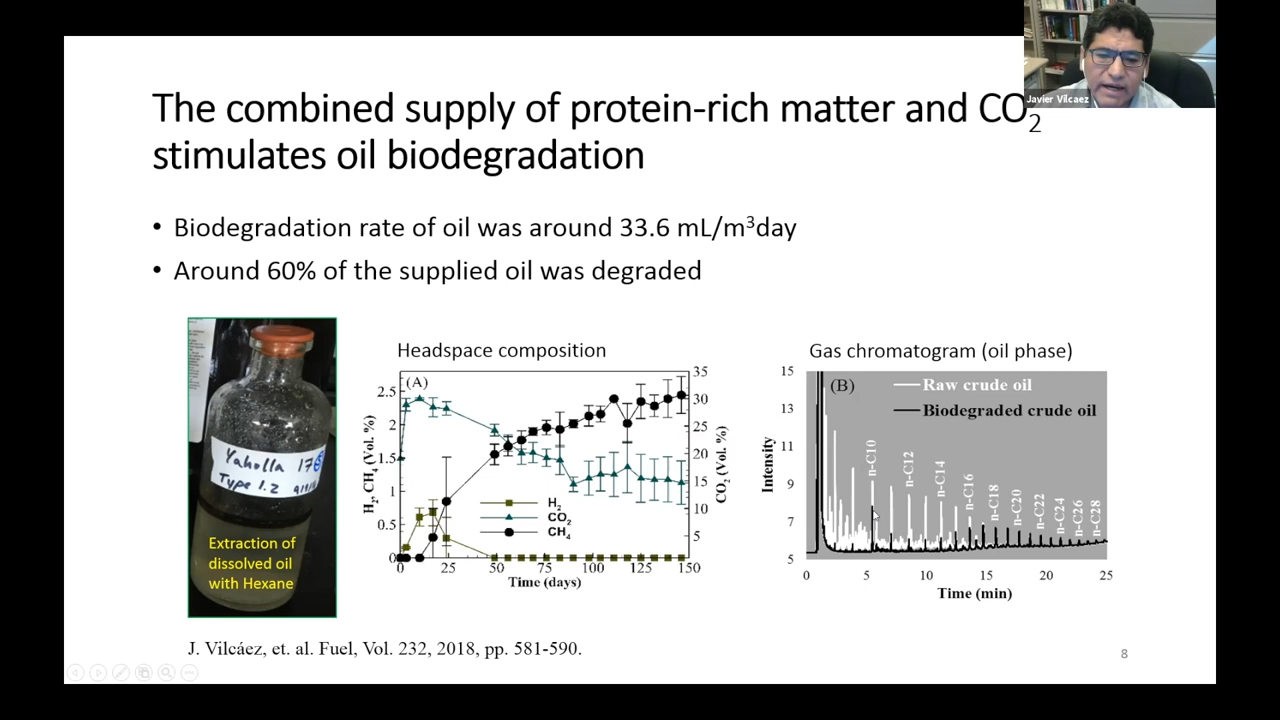 Javier Vilcaez
The combined supply of protein-rich matter and CO2
stimulates oil biodegradation
• Biodegradation rate of oil was around 33.6 mL/m³day
• Around 60% of the supplied oil was degraded
Yaholla 17
Type 1.2
Extraction of
dissolved oil
with Hexane
Headspace composition
(A)
H2, CH4 (Vol. %)
2.5
2
1.5
1
0.5
0
35
30
25
20
15
10
5
CO2 (Vol. %)
H2
CO2
CH4
0 25 50 75 100 125 150
Time (days)
Gas chromatogram (oil phase)
(B)
Raw crude oil
Biodegraded crude oil
Intensity
15
13
11
9
7
5
n-C10
n-C12
n-C14
n-C16
n-C18
n-C20
n-C22
n-C24
n-C26
n-C28
0 5 10 15 20 25
Time (min)
J. Vilcáez, et. al. Fuel, Vol. 232, 2018, pp. 581-590.
8